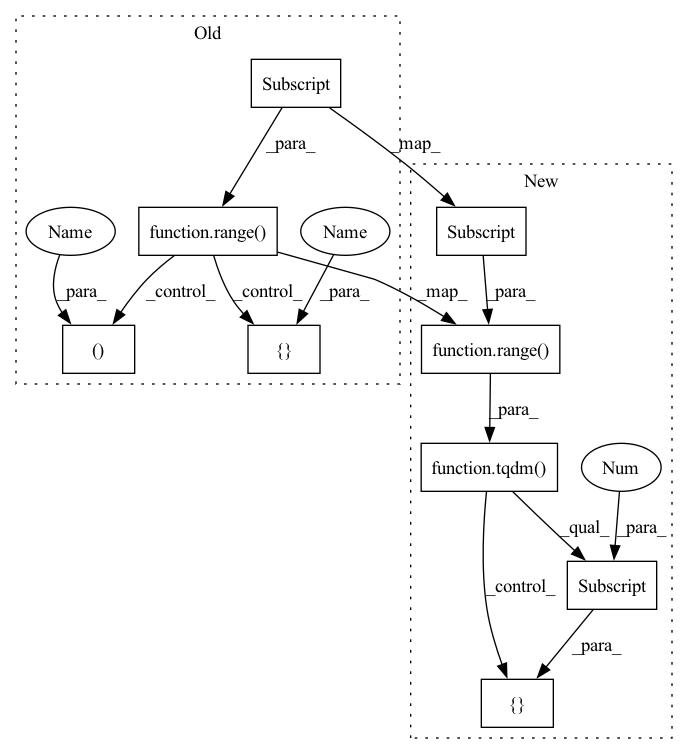 Old
Subscript
_para_
_map_
New
Name
function.range()
Name
Subscript
_para_
_control_
_control_
_para_
_map_
_para_
()
{}
function.range()
_para_
function.tqdm()
Num
_qual_
_para_
_control_
Subscript
_para_
{}